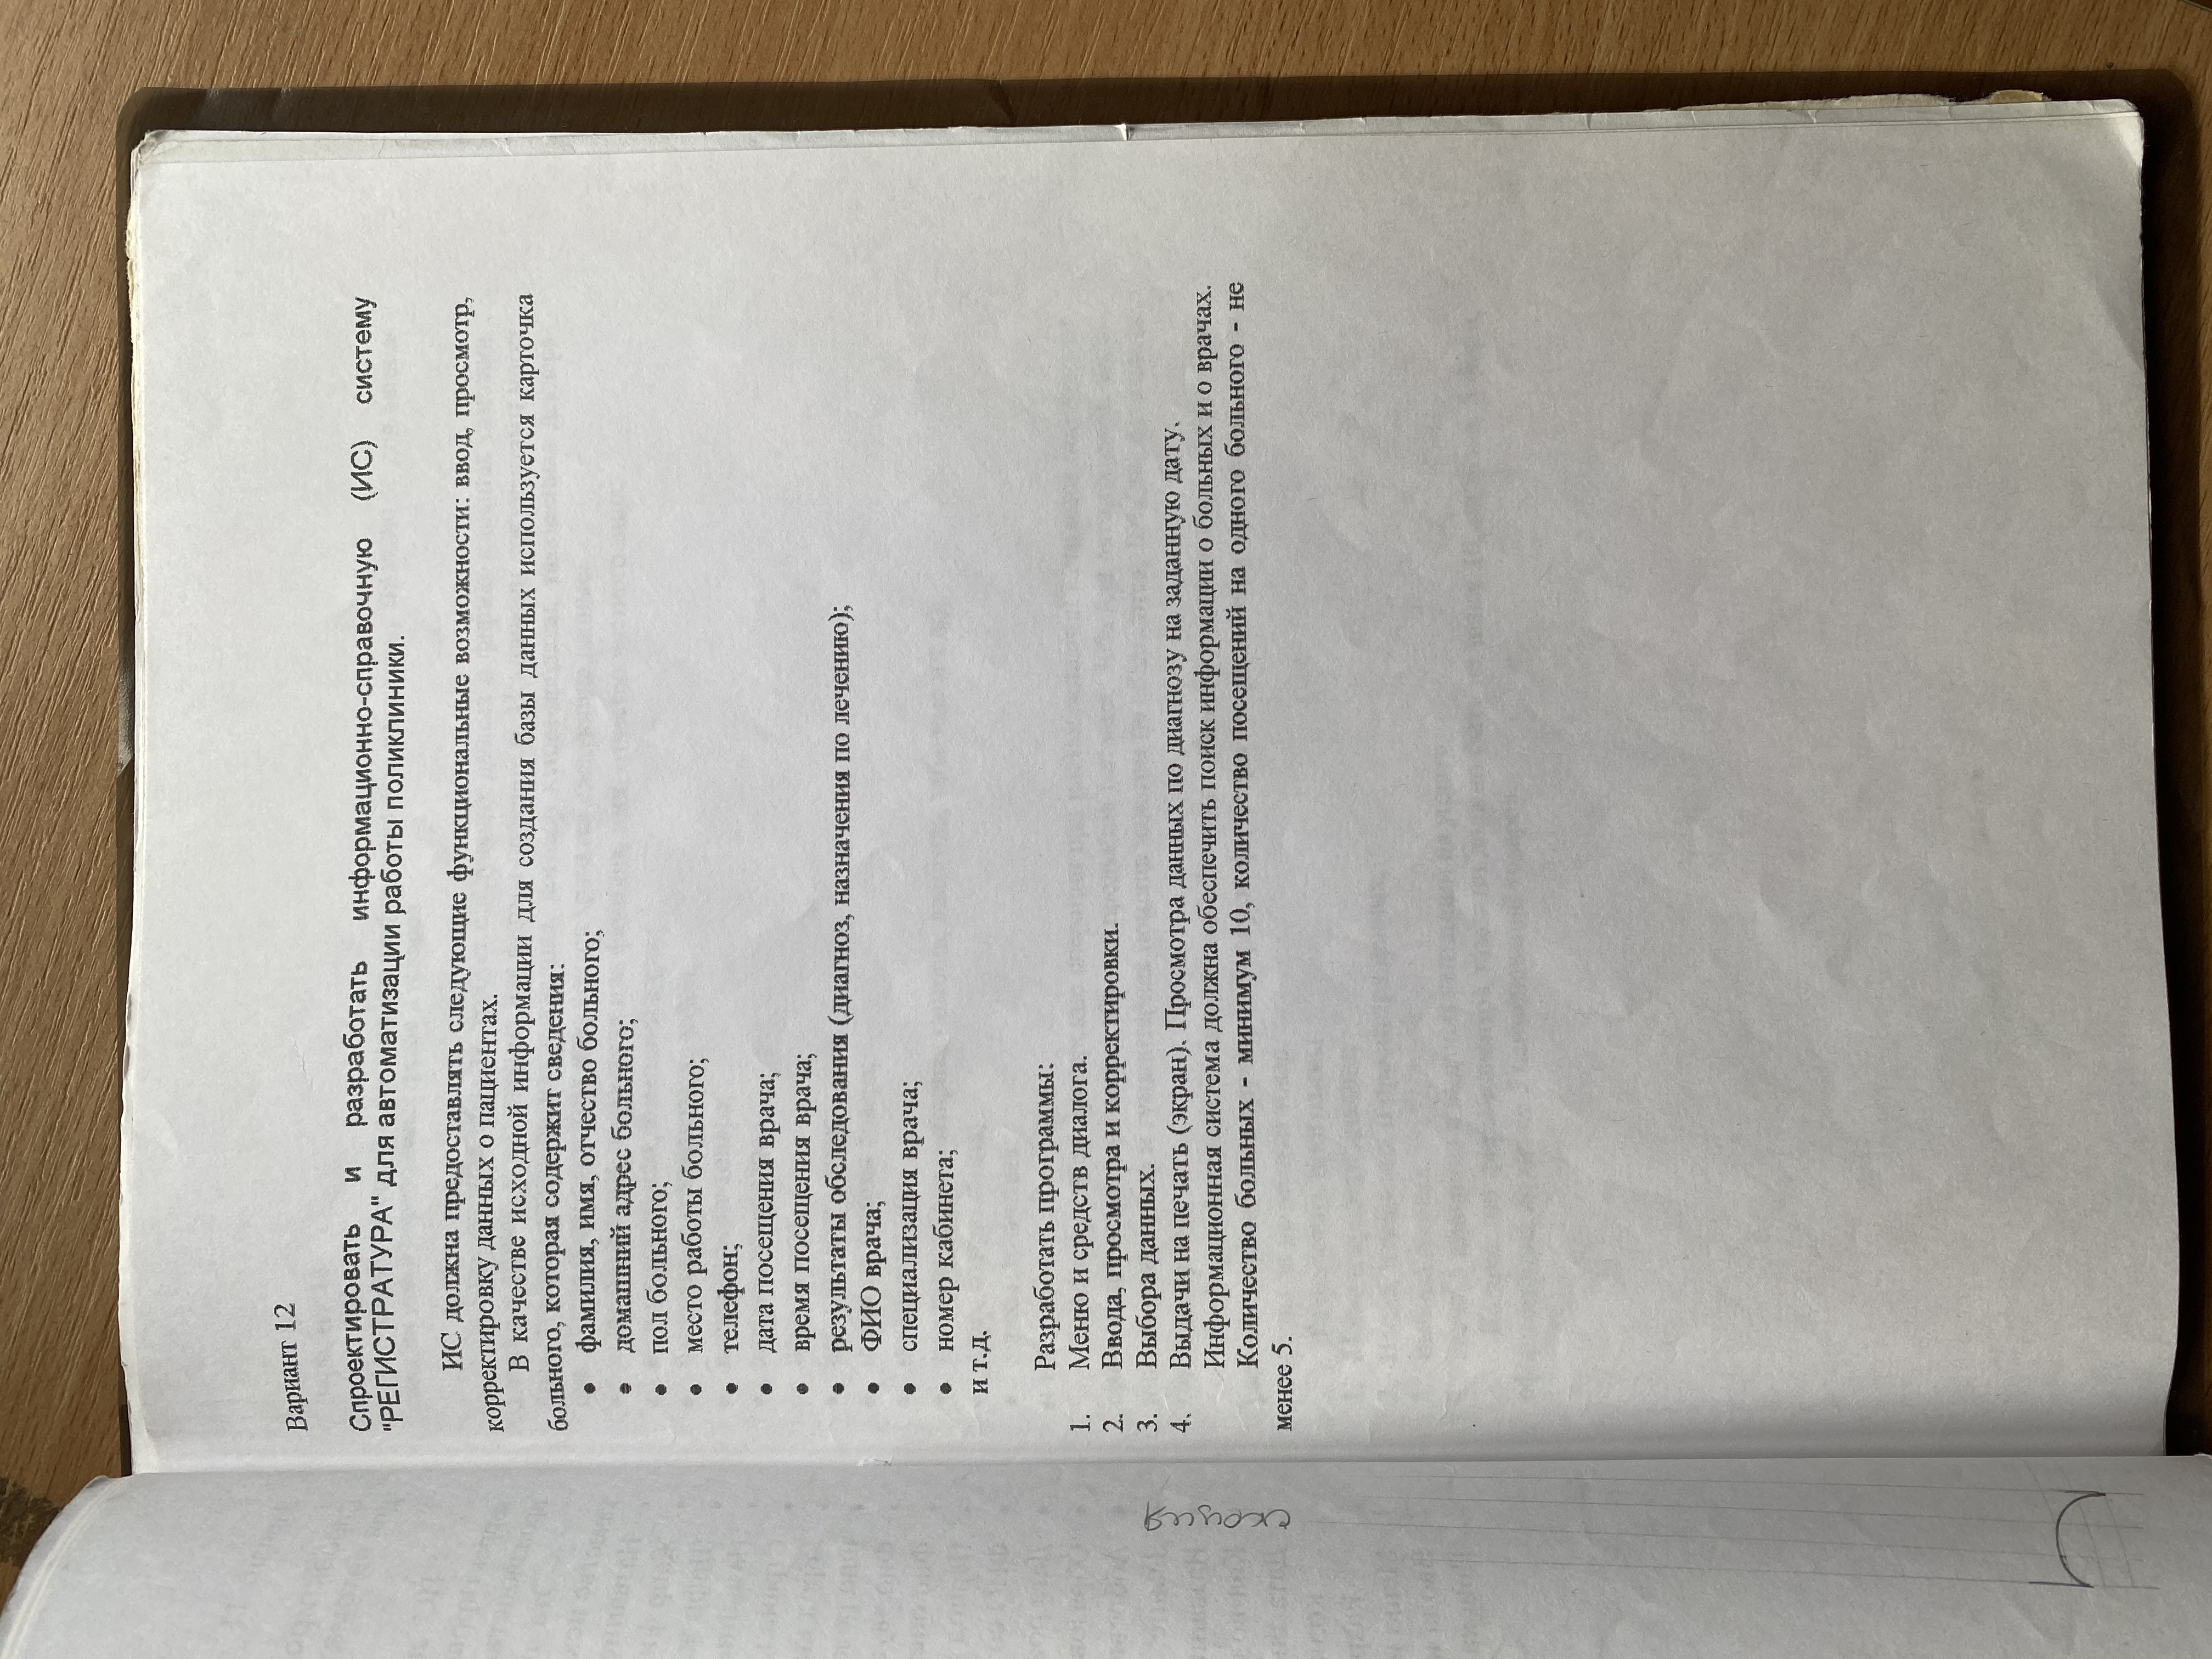 Вариант 12
Спроектировать и разработать информационно-справочную (ИС) систему
"РЕГИСТРАТУРА" для автоматизации работы поликлиники.
ИС должна предоставлять следующие функциональные возможности: ввод, просмотр,
корректировку данных о пациентах.
В качестве исходной информации для создания базы данных используется карточка
больного, которая содержит сведения:
• фамилия, имя, отчество больного;
• домашний адрес больного;
• пол больного;
• место работы больного;
• телефон;
• дата посещения врача;
• время посещения врача;
• результаты обследования (диагноз, назначения по лечению);
• ФИО врача;
• специализация врача;
• номер кабинета;
и т.д.
Разработать программы:
1. Меню и средств диалога.
2. Ввода, просмотра и корректировки.
3. Выбора данных.
4. Выдачи на печать (экран). Просмотра данных по диагнозу на заданную дату.
Информационная система должна обеспечить поиск информации о больных и о врачах.
Количество больных - минимум 10, количество посещений на одного больного - не
менее 5.